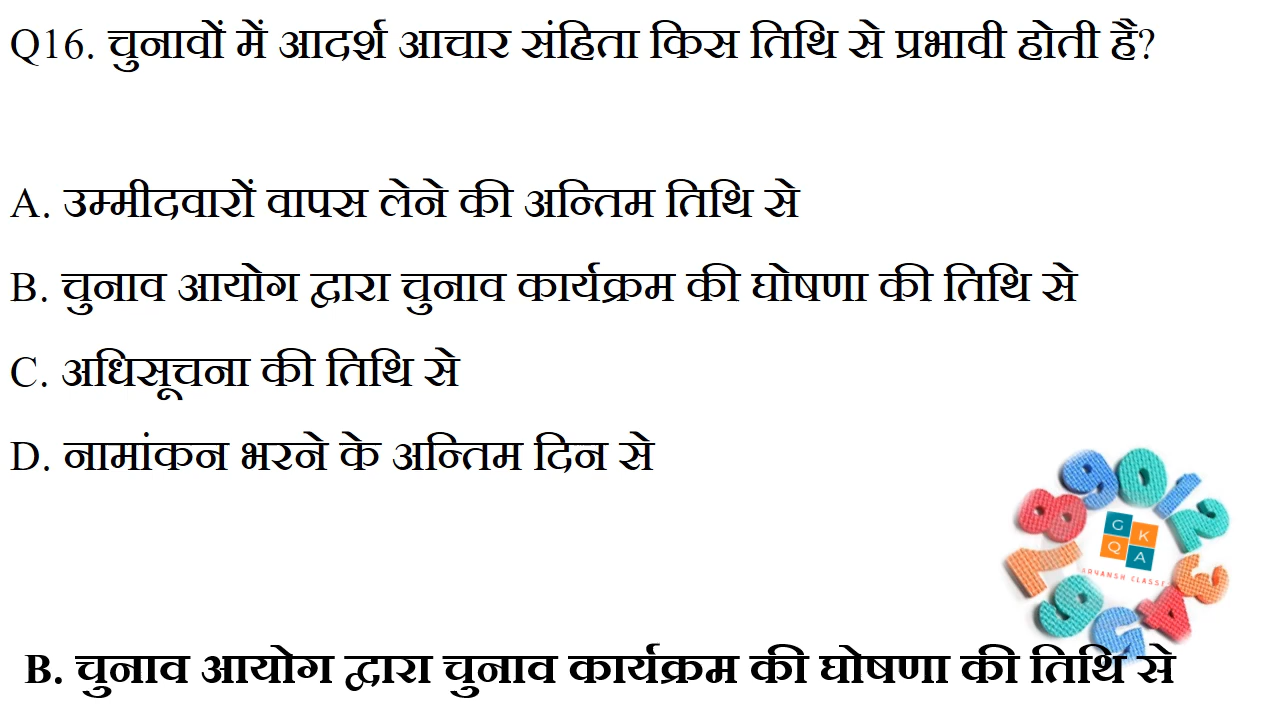 Q16. चुनावों में आदर्श आचार संहिता किस तिथि से प्रभावी होती है?
A. उम्मीदवारों वापस लेने की अन्तिम तिथि से
B. चुनाव आयोग द्वारा चुनाव कार्यक्रम की घोषणा की तिथि से
C. अधिसूचना की तिथि से
D. नामांकन भरने के अन्तिम दिन से
G K
Q A
B. चुनाव आयोग द्वारा चुनाव कार्यक्रम की घोषणा की तिथि से